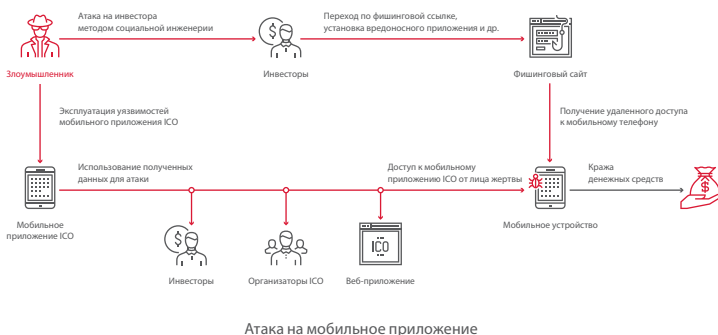 Атака на инвестора
методом социальной инженерии
Переход по фишинговой ссылке,
установка вредоносного приложения и др.
Злоумышленник
Инвесторы
Фишинговый сайт
Эксплуатация уязвимостей
мобильного приложения ICO
Получение удаленного доступа
к мобильному телефону
Использование полученных
данных для атаки
Доступ к мобильному
приложению ICO от лица жертвы
Кража
денежных средств
Мобильное
приложение ICO
ICO
Мобильное устройство
Инвесторы
Организаторы ICO
Веб-приложение
Атака на мобильное приложение